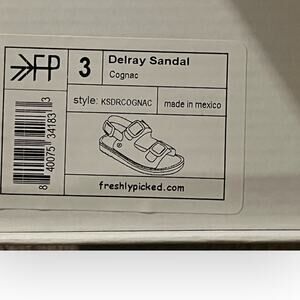 FP
3
Delray Sandal
Cognac
style: KSDRCOGNAC
made in mexico
8 40075 34183 3
freshlypicked.com